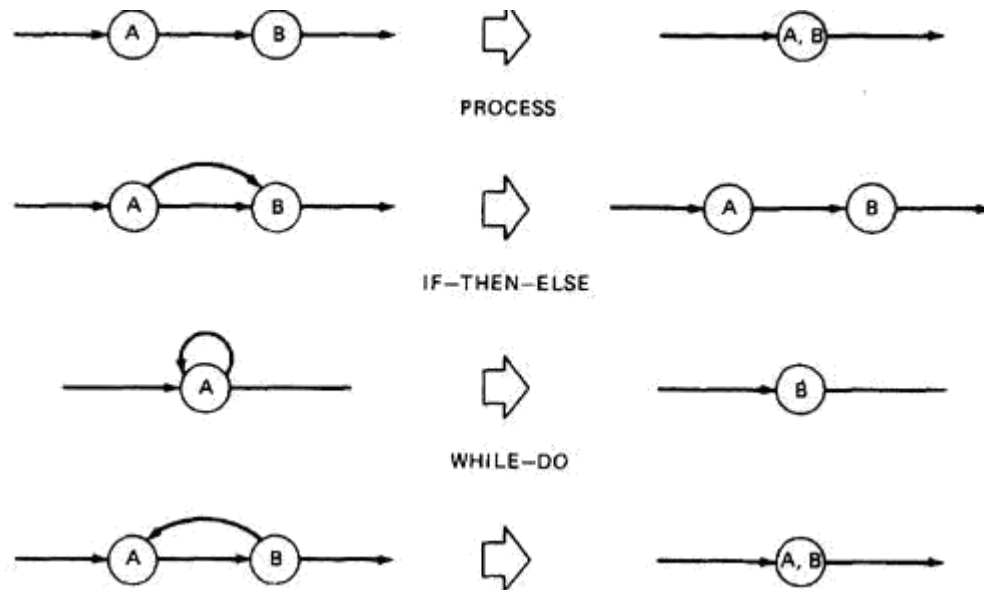 A B A, B
PROCESS
A B A B
IF-THEN-ELSE
A B
WHILE-DO
A B A, B